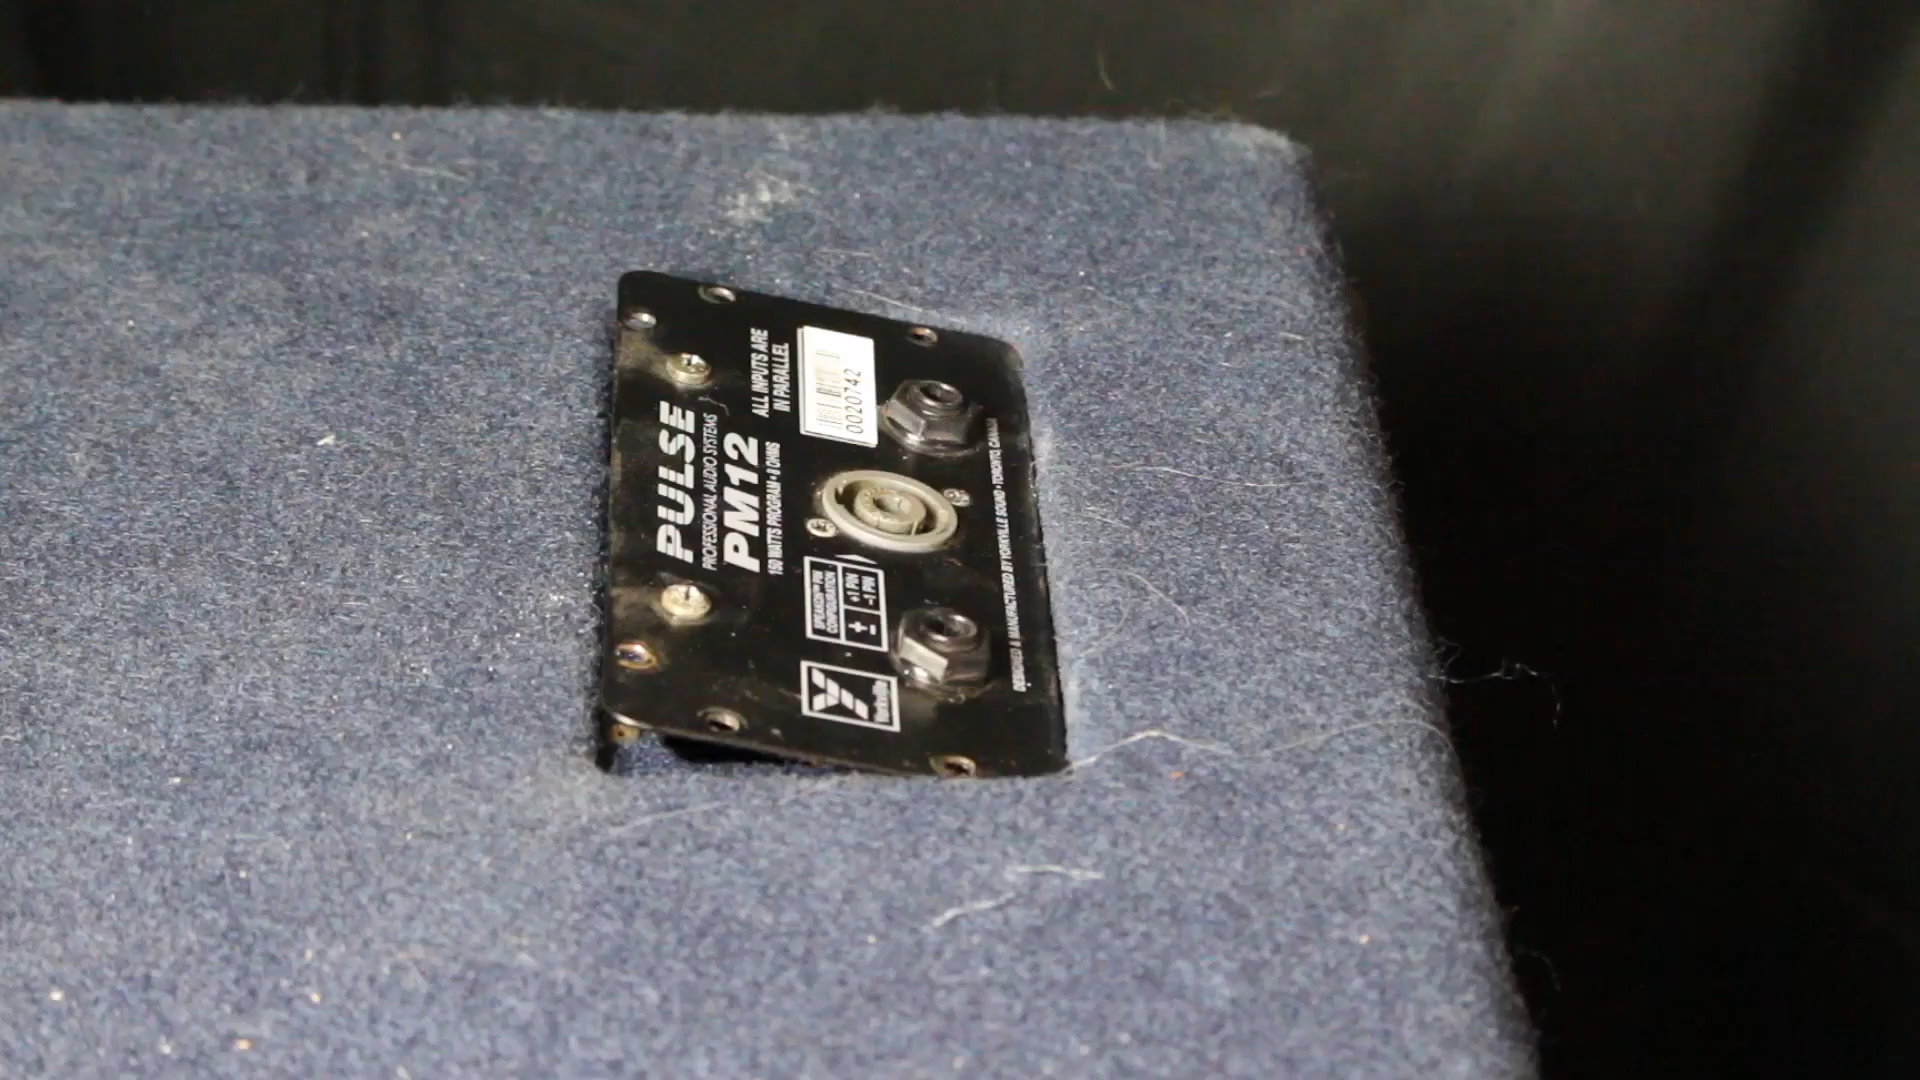 PULSE
PROFESSIONAL AUDIO SYSTEMS
PM12
150 WATTS PROGRAM • 8 OHMS
ALL INPUTS ARE
IN PARALLEL
0020742
SPEAKON™ PIN
CONFIGURATION
+ +1 PIN
– –1 PIN
Yorkville
DESIGNED & MANUFACTURED BY YORKVILLE SOUND • TORONTO, CANADA